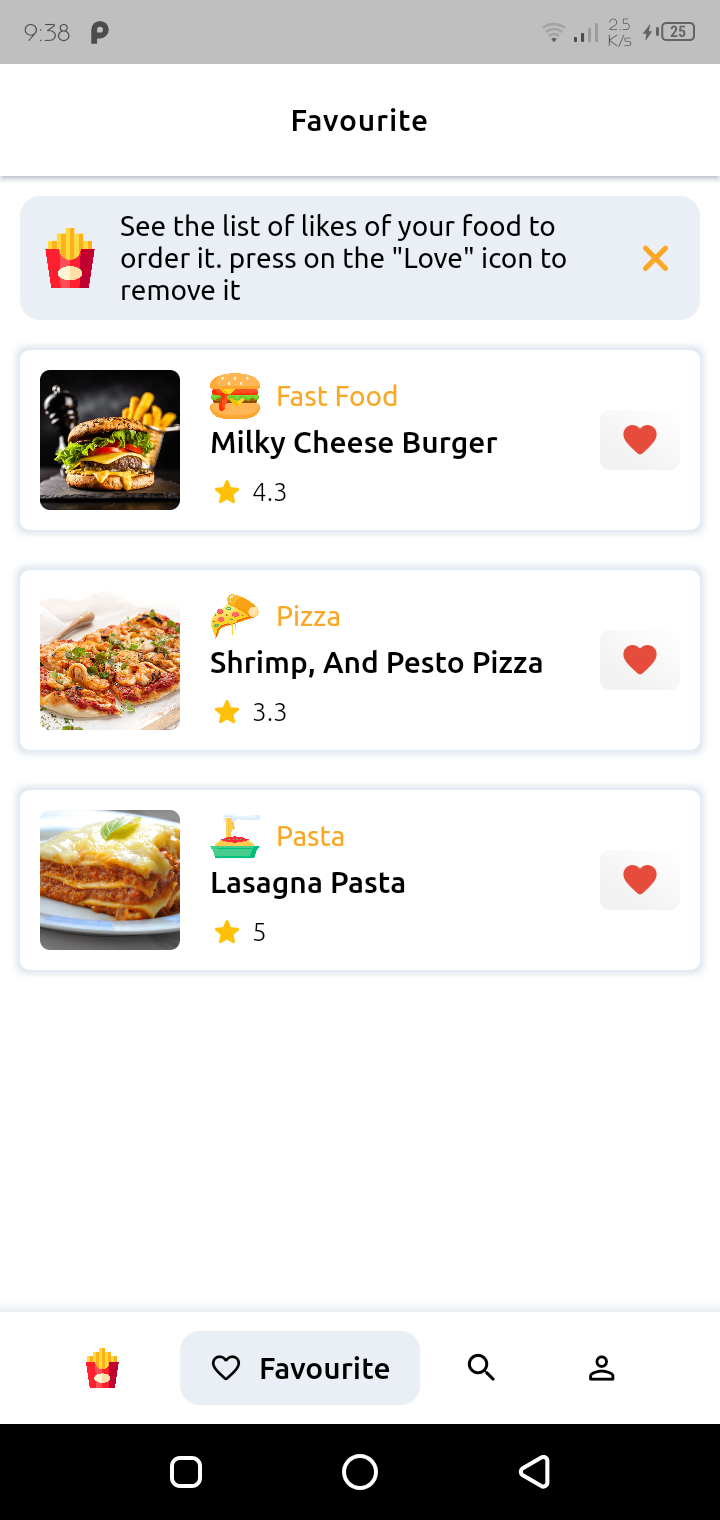 9:38
2.5
K/s
25
Favourite
See the list of likes of your food to
order it. press on the "Love" icon to
remove it
Fast Food
Milky Cheese Burger
4.3
Pizza
Shrimp, And Pesto Pizza
3.3
Pasta
Lasagna Pasta
5
Favourite